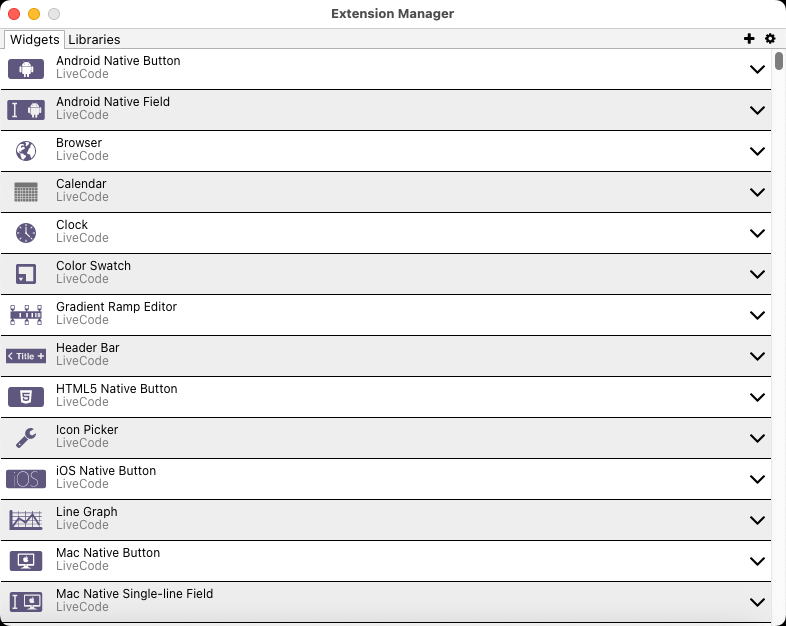 Extension Manager
Widgets Libraries
Android Native Button
LiveCode
Android Native Field
LiveCode
Browser
LiveCode
Calendar
LiveCode
Clock
LiveCode
Color Swatch
LiveCode
Gradient Ramp Editor
LiveCode
Title
Header Bar
LiveCode
HTML5 Native Button
LiveCode
Icon Picker
LiveCode
iOS
iOS Native Button
LiveCode
Line Graph
LiveCode
Mac Native Button
LiveCode
Mac Native Single-line Field
LiveCode